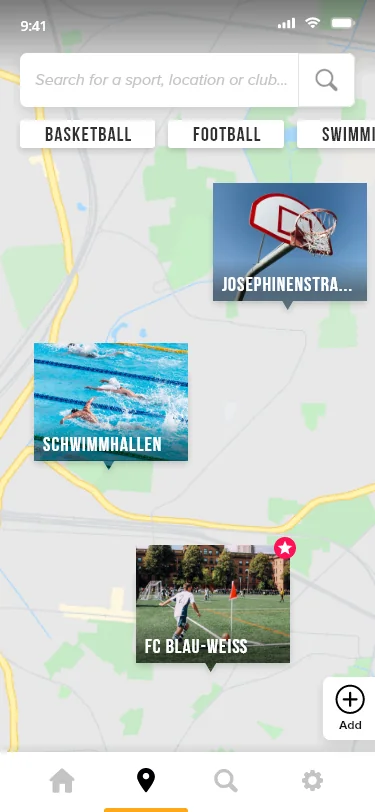 9:41
Search for a sport, location or club...
BASKETBALL
FOOTBALL
SWIMMI
JOSEPHINENSTRA...
SCHWIMMHALLEN
FC BLAU-WEISS
Add